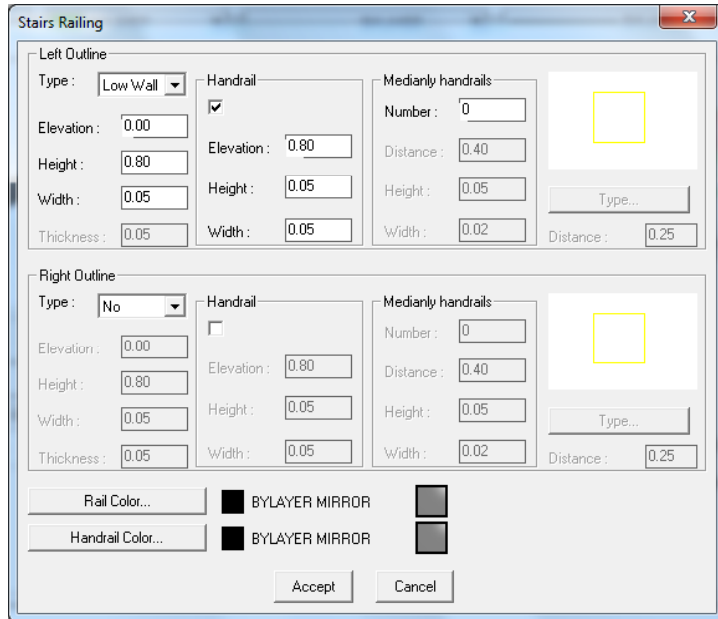 Stairs Railing
x
Left Outline
Type : Low Wall
Elevation : 0.00
Height : 0.80
Width : 0.05
Thickness : 0.05
Handrail
Elevation : 0.80
Height : 0.05
Width : 0.05
Medianly handrails
Number : 0
Distance : 0.40
Height : 0.05
Width : 0.02
Type...
Distance : 0.25
Right Outline
Type : No
Elevation : 0.00
Height : 0.80
Width : 0.05
Thickness : 0.05
Handrail
Elevation : 0.80
Height : 0.05
Width : 0.05
Medianly handrails
Number : 0
Distance : 0.40
Height : 0.05
Width : 0.02
Type...
Distance : 0.25
Rail Color... BYLAYER MIRROR
Handrail Color... BYLAYER MIRROR
Accept Cancel